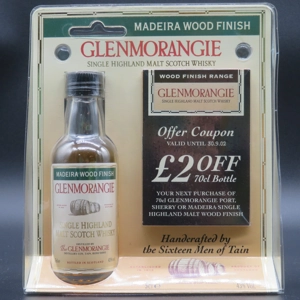 MADEIRA WOOD FINISH
GLENMORANGIE
SINGLE HIGHLAND MALT SCOTCH WHISKY
WOOD FINISH RANGE
GLENMORANGIE
SINGLE HIGHLAND MALT SCOTCH WHISKY
Offer Coupon
VALID UNTIL
£2 OFF
70cl Bottle
YOUR NEXT PURCHASE OF
70cl GLENMORANGIE PORT,
SHERRY OR MADEIRA SINGLE
HIGHLAND MALT WOOD FINISH
MADEIRA WOOD FINISH
GLENMORANGIE
SINGLE HIGHLAND
MALT SCOTCH WHISKY
Handcrafted by
the Sixteen Men of Tain